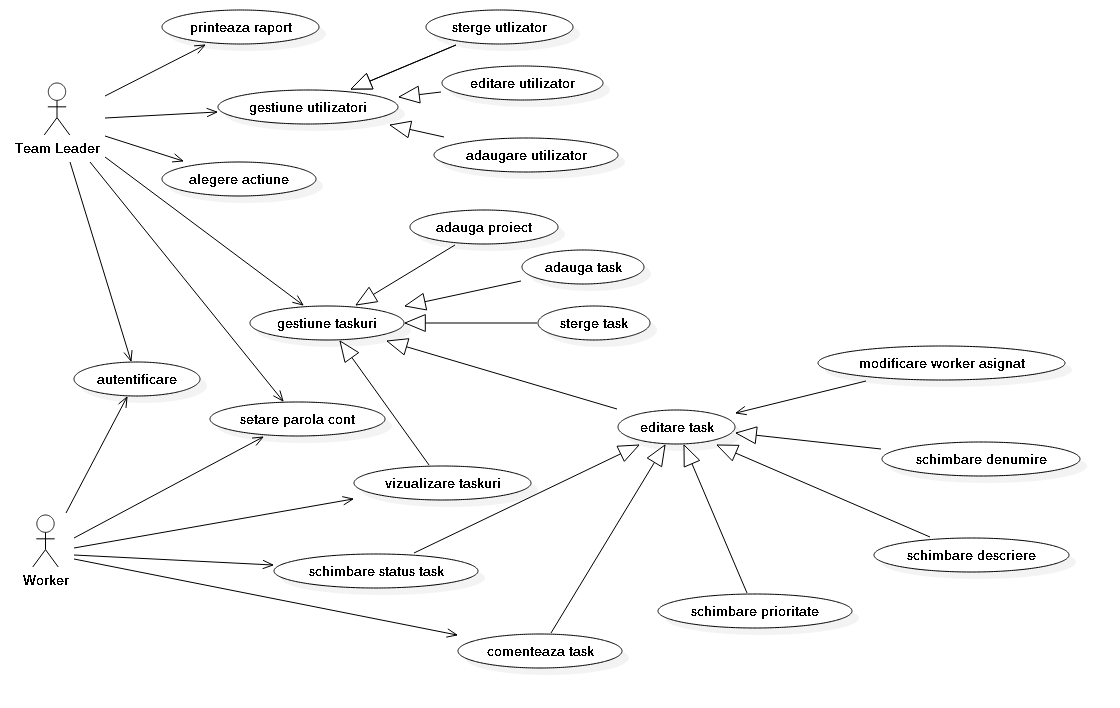 printeaza raport
sterge utlizator
editare utilizator
gestiune utilizatori
Team Leader
adaugare utilizator
alegere actiune
adauga proiect
adauga task
gestiune taskuri
sterge task
modificare worker asignat
autentificare
setare parola cont
editare task
schimbare denumire
vizualizare taskuri
schimbare descriere
schimbare status task
Worker
schimbare prioritate
comenteaza task